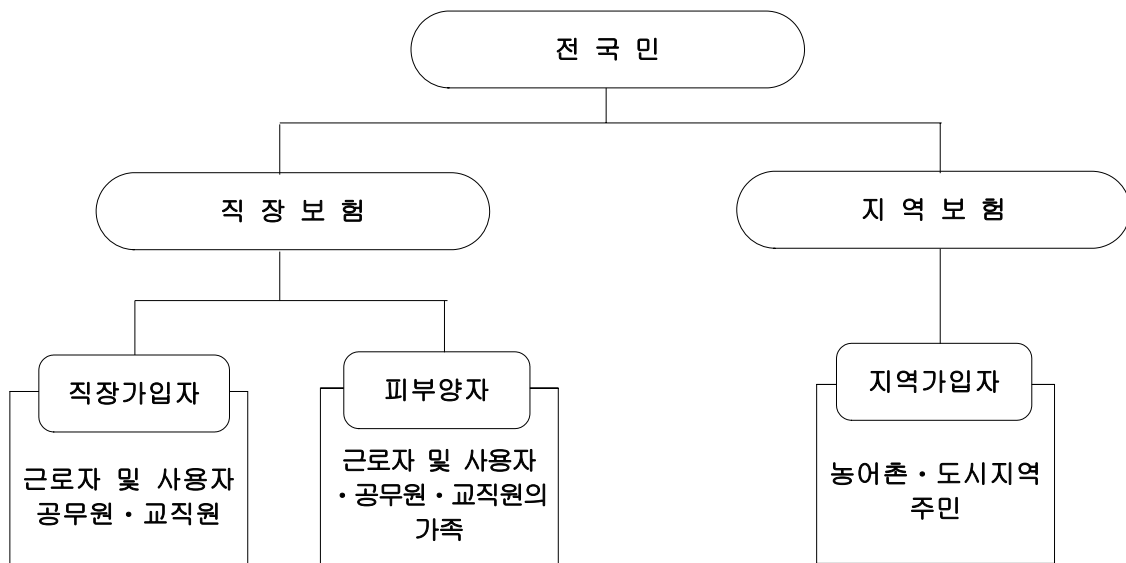 전 국 민
직 장 보 험
지 역 보 험
직장가입자
근로자 및 사용자
공무원·교직원
피부양자
근로자 및 사용자
·공무원·교직원의
가족
지역가입자
농어촌·도시지역
주민